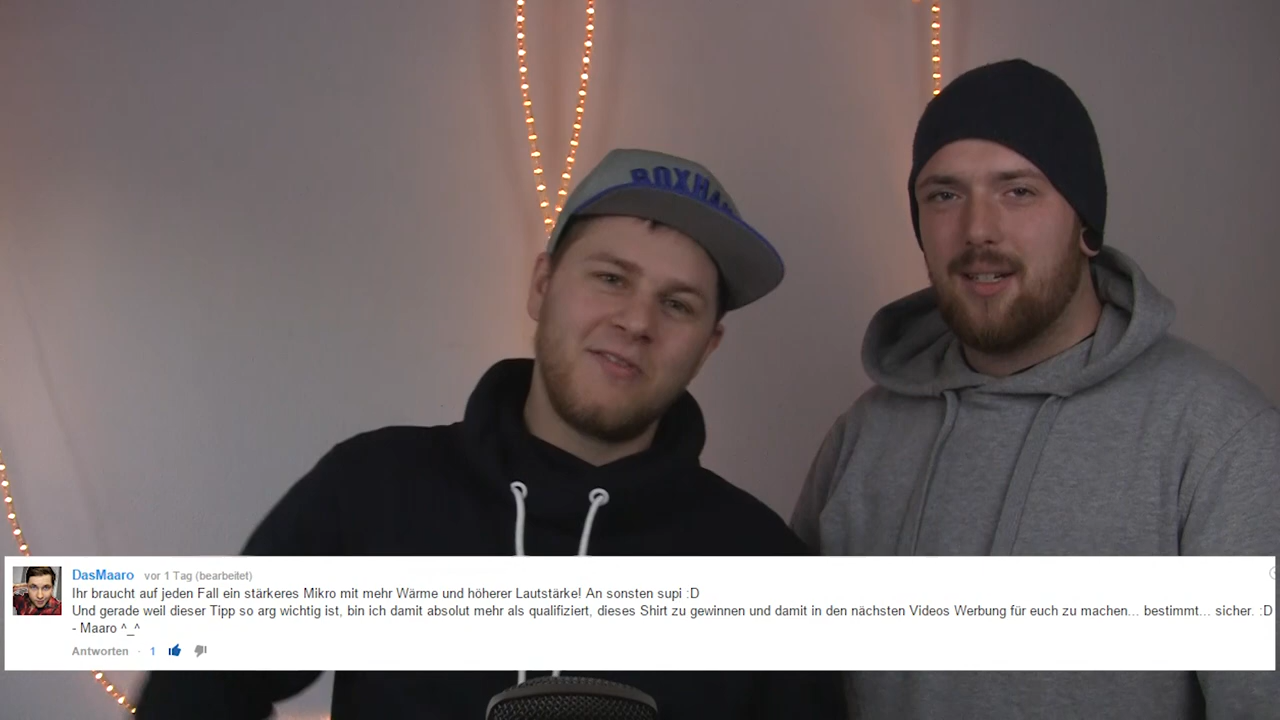 BOXHA
DasMaaro vor 1 Tag (bearbeitet)
Ihr braucht auf jeden Fall ein stärkeres Mikro mit mehr Wärme und höherer Lautstärke! An sonsten supi :D
Und gerade weil dieser Tipp so arg wichtig ist, bin ich damit absolut mehr als qualifiziert, dieses Shirt zu gewinnen und damit in den nächsten Videos Werbung für euch zu machen... bestimmt... sicher. :D
- Maaro ^_^
Antworten · 1